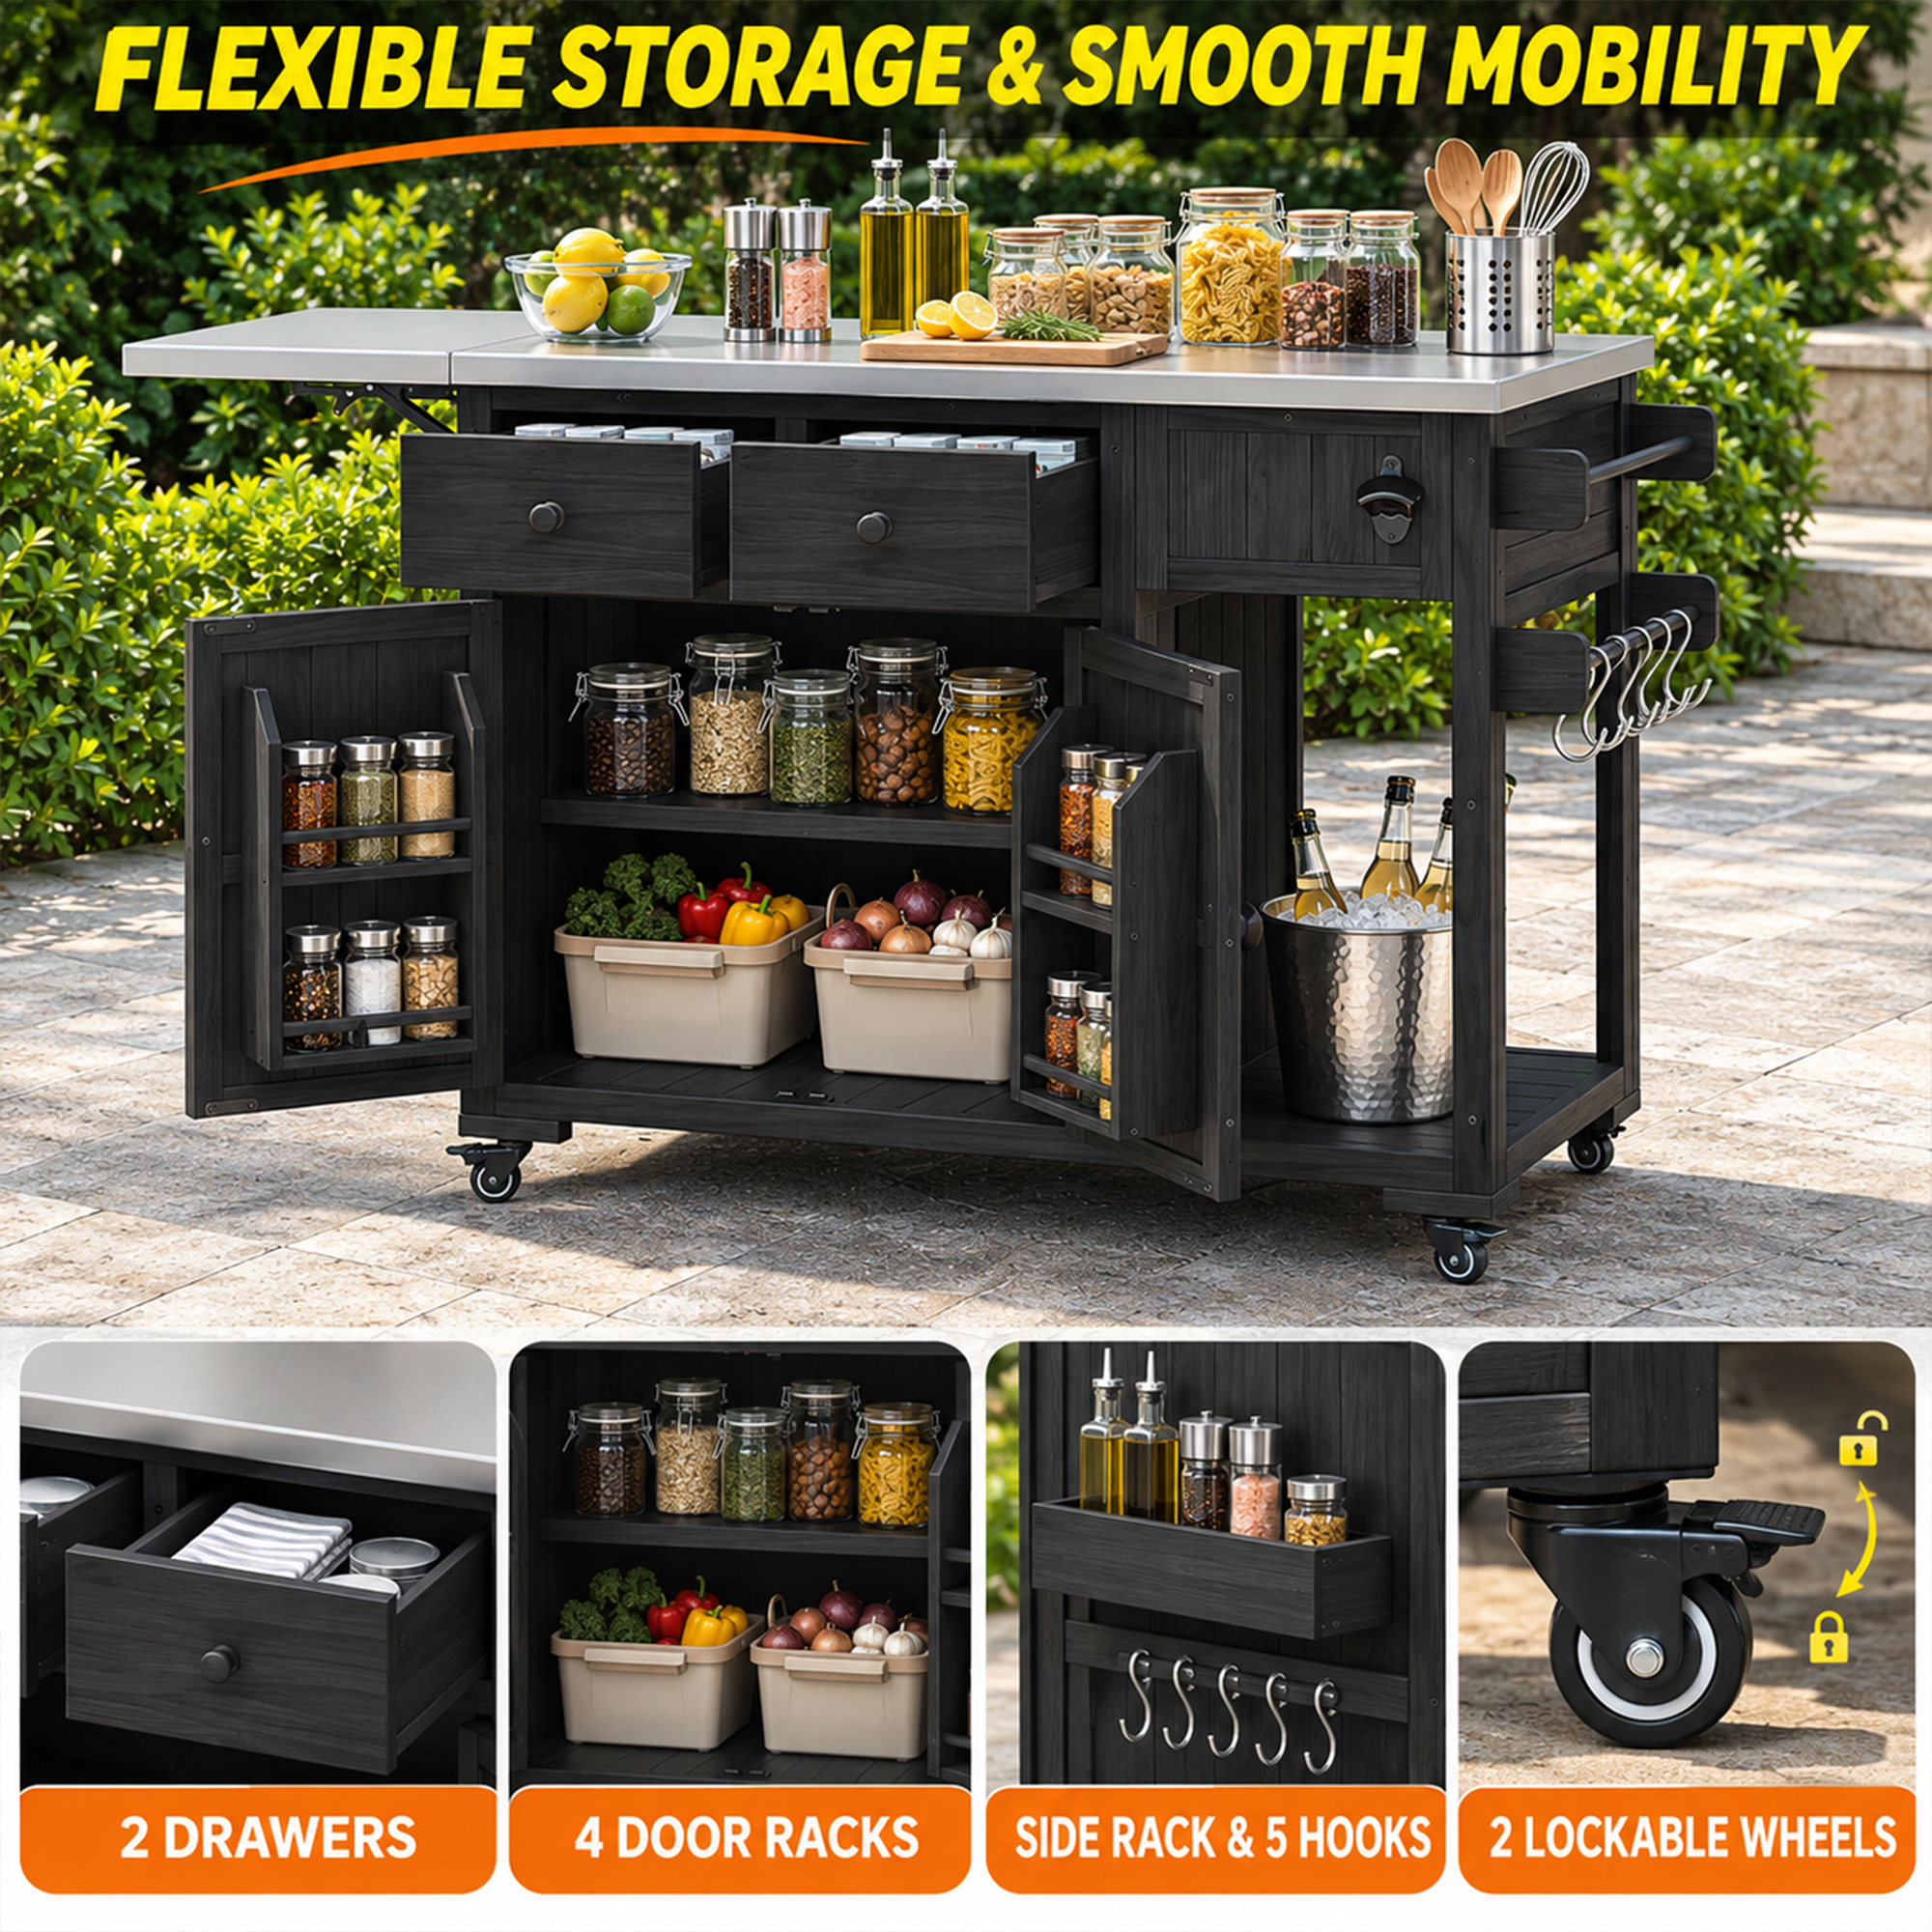 FLEXIBLE STORAGE & SMOOTH MOBILITY
2 DRAWERS
4 DOOR RACKS
SIDE RACK & 5 HOOKS
2 LOCKABLE WHEELS